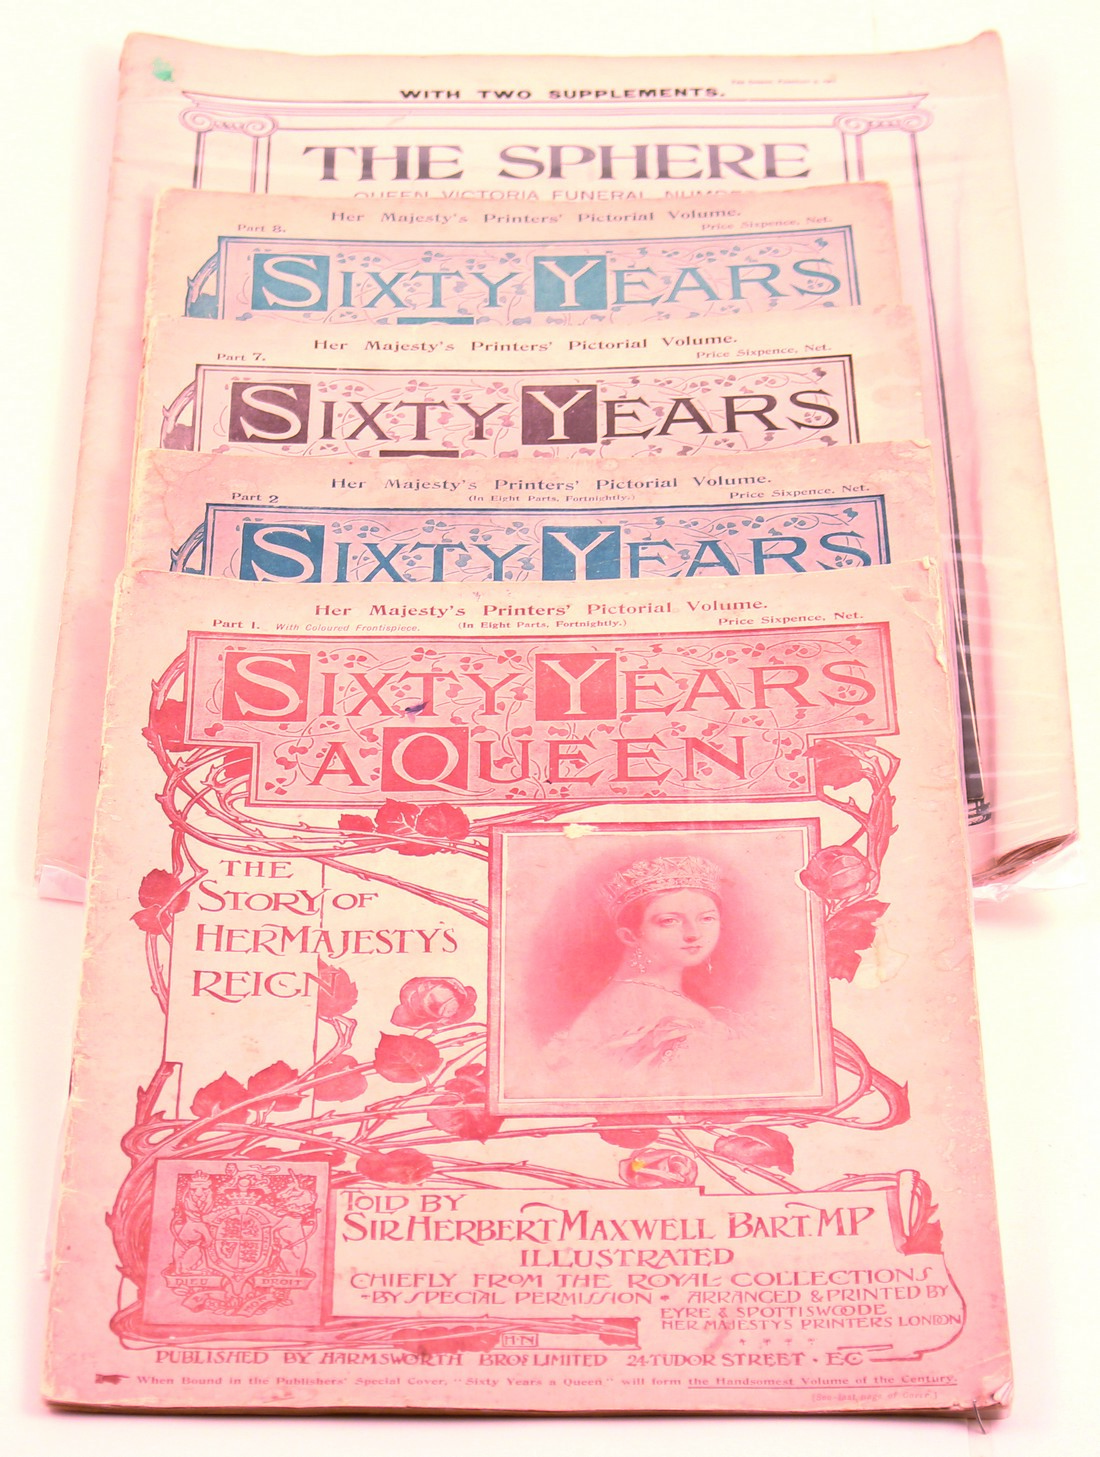 WITH TWO SUPPLEMENTS.
THE SPHERE
QUEEN VICTORIA FUNERAL
Her Majesty's Printers' Pictorial Volume.
Part 8.
Price Sixpence, Net.
SIXTY YEARS
Her Majesty's Printers' Pictorial Volume.
Part 7.
Price Sixpence, Net.
SIXTY YEARS
Her Majesty's Printers' Pictorial Volume.
Part 2
(In Eight Parts, Fortnightly.)
Price Sixpence, Net.
SIXTY YEARS
Her Majesty's Printers' Pictorial Volume.
Part 1. With Coloured Frontispiece.
(In Eight Parts, Fortnightly.)
Price Sixpence, Net.
SIXTY YEARS
A QUEEN
THE
STORY OF
HER MAJESTY'S
REIGN
DIEU DROIT
TOLD BY
SIR HERBERT MAXWELL BART. MP
ILLUSTRATED
CHIEFLY FROM THE ROYAL COLLECTIONS
• BY SPECIAL PERMISSION • ARRANGED & PRINTED BY
EYRE & SPOTTISWOODE
HER MAJESTYS PRINTERS LONDON
H·N
PUBLISHED BY HARMSWORTH BROS LIMITED 24 TUDOR STREET · EC
When Bound in the Publishers' Special Cover, "Sixty Years a Queen" will form the Handsomest Volume of the Century.